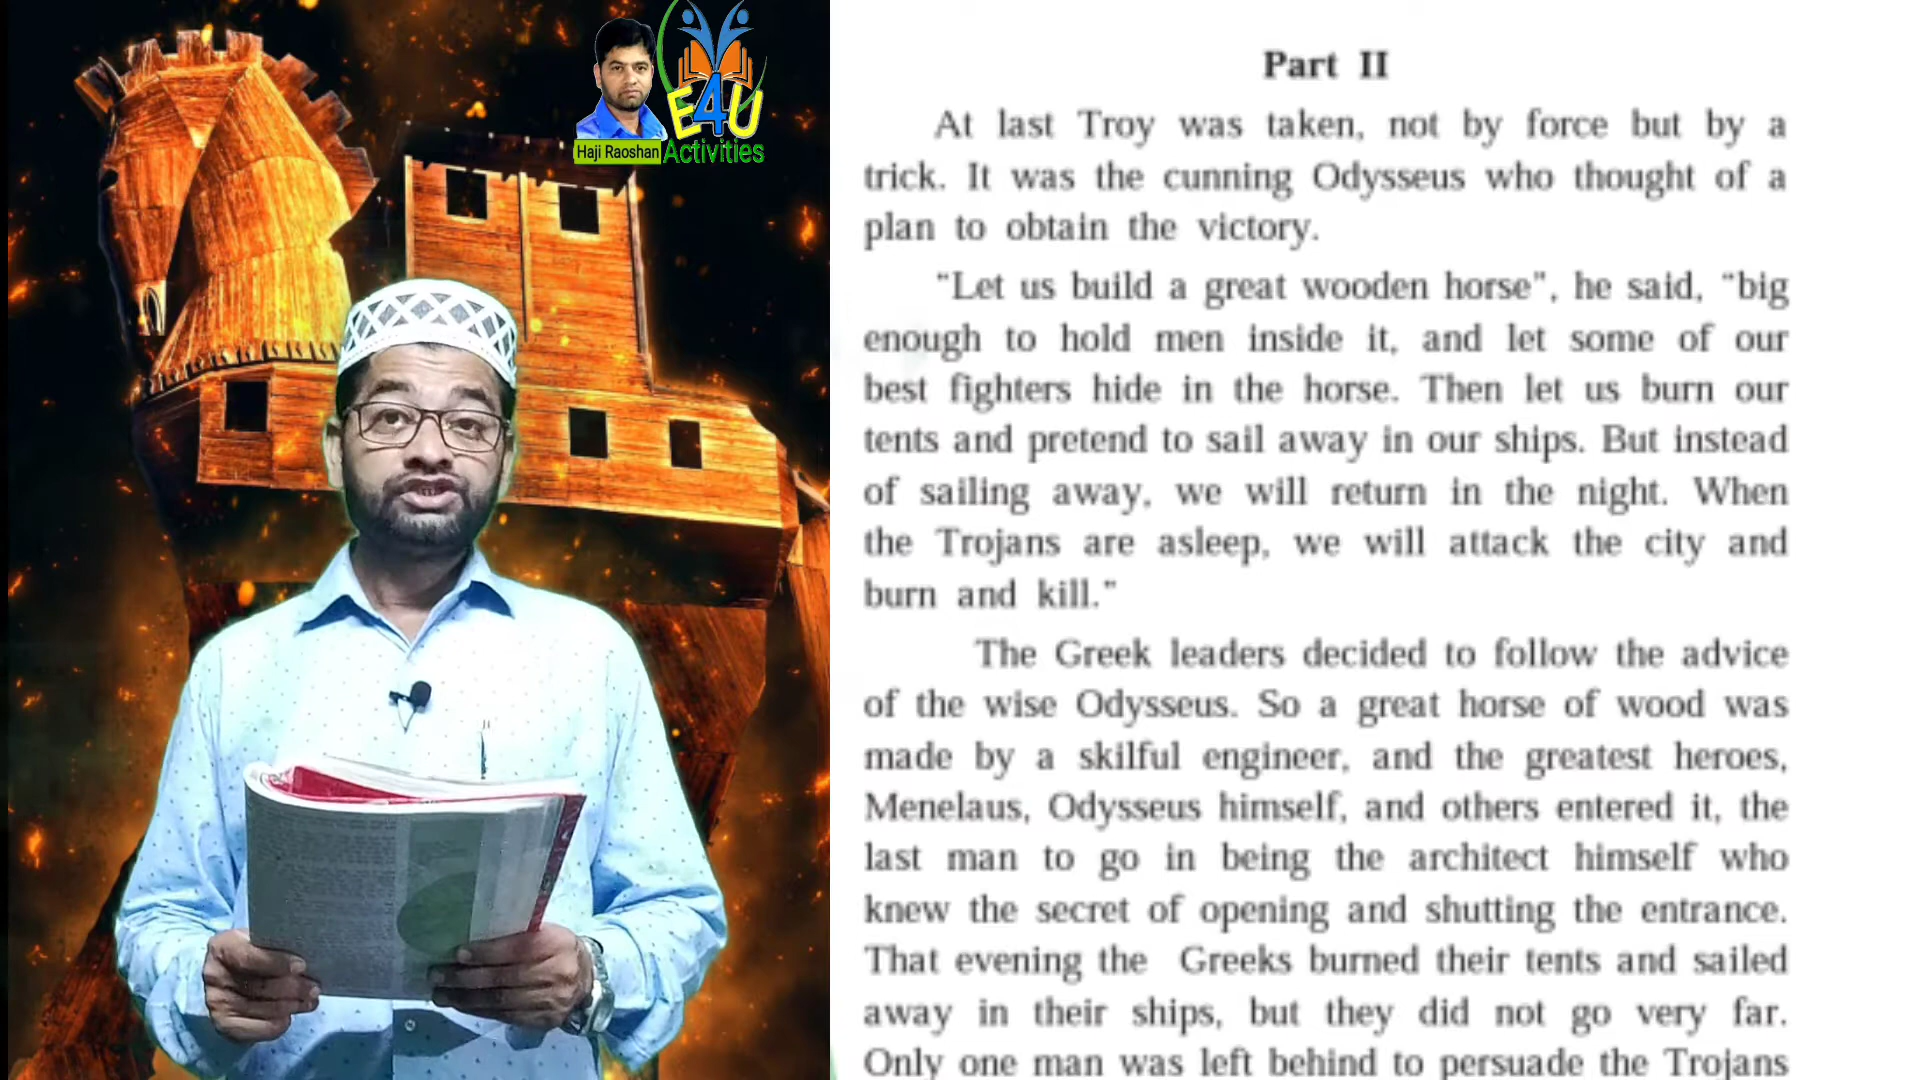 E4U
Haji Raoshan
Activities
Part II
At last Troy was taken, not by force but by a
trick. It was the cunning Odysseus who thought of a
plan to obtain the victory.
"Let us build a great wooden horse", he said, "big
enough to hold men inside it, and let some of our
best fighters hide in the horse. Then let us burn our
tents and pretend to sail away in our ships. But instead
of sailing away, we will return in the night. When
the Trojans are asleep, we will attack the city and
burn and kill."
The Greek leaders decided to follow the advice
of the wise Odysseus. So a great horse of wood was
made by a skilful engineer, and the greatest heroes,
Menelaus, Odysseus himself, and others entered it, the
last man to go in being the architect himself who
knew the secret of opening and shutting the entrance.
That evening the Greeks burned their tents and sailed
away in their ships, but they did not go very far.
Only one man was left behind to persuade the Trojans